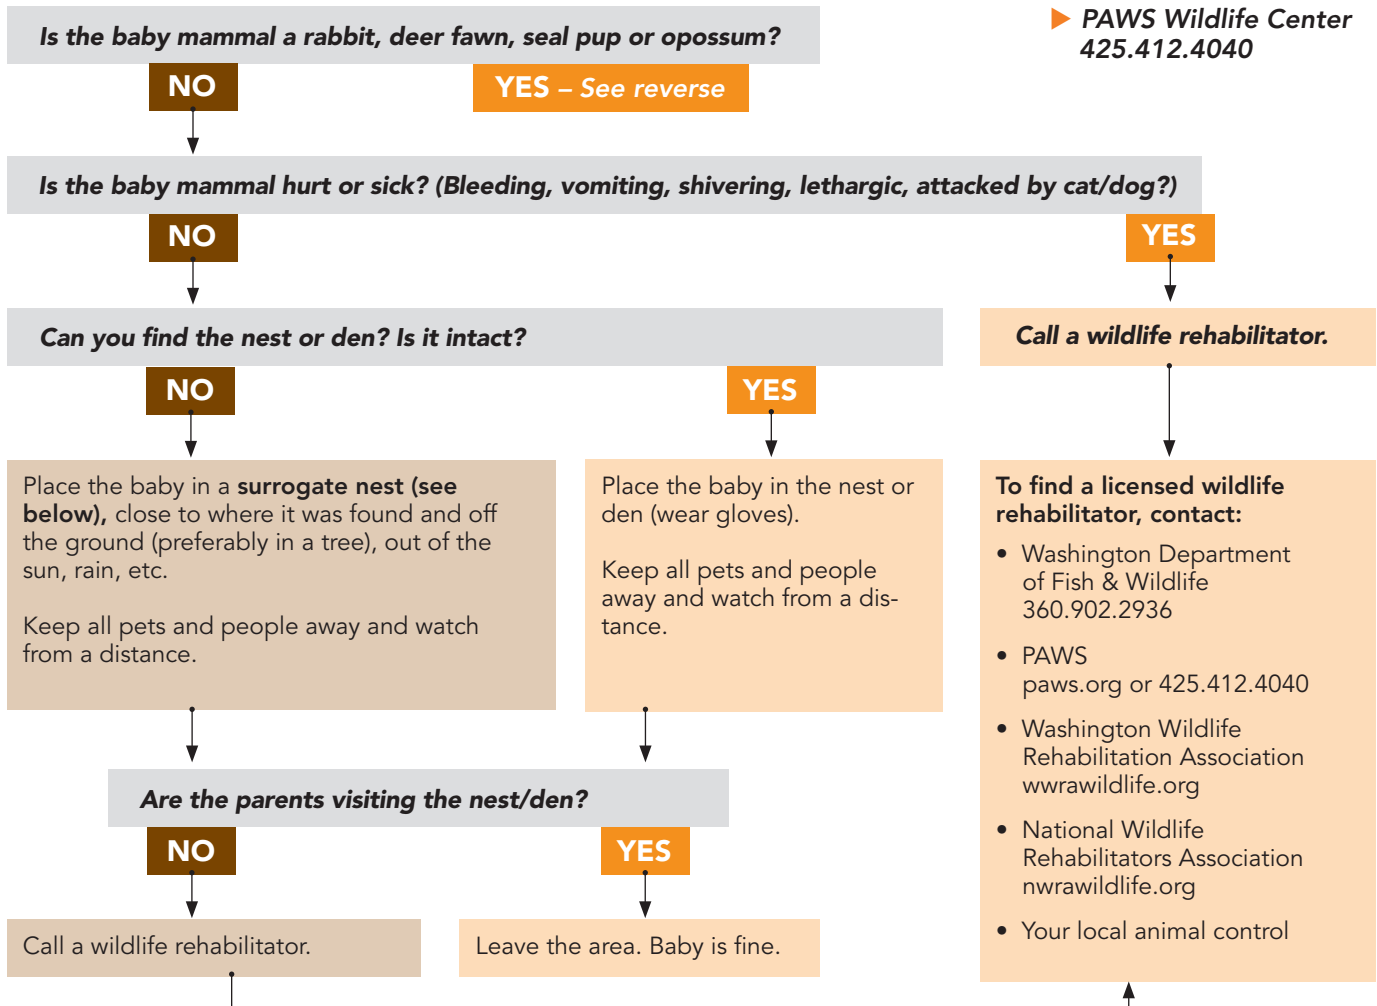 PAWS Wildlife Center
425.412.4040
Is the baby mammal a rabbit, deer fawn, seal pup or opossum?
NO
YES – See reverse
Is the baby mammal hurt or sick? (Bleeding, vomiting, shivering, lethargic, attacked by cat/dog?)
NO
YES
Can you find the nest or den? Is it intact?
NO
YES
Call a wildlife rehabilitator.
Place the baby in a surrogate nest (see
below), close to where it was found and off
the ground (preferably in a tree), out of the
sun, rain, etc.
Keep all pets and people away and watch
from a distance.
Place the baby in the nest or
den (wear gloves).
Keep all pets and people
away and watch from a dis-
tance.
To find a licensed wildlife
rehabilitator, contact:
• Washington Department
of Fish & Wildlife
360.902.2936
• PAWS
paws.org or 425.412.4040
• Washington Wildlife
Rehabilitation Association
wwrawildlife.org
• National Wildlife
Rehabilitators Association
nwrawildlife.org
• Your local animal control
Are the parents visiting the nest/den?
NO
YES
Call a wildlife rehabilitator.
Leave the area. Baby is fine.